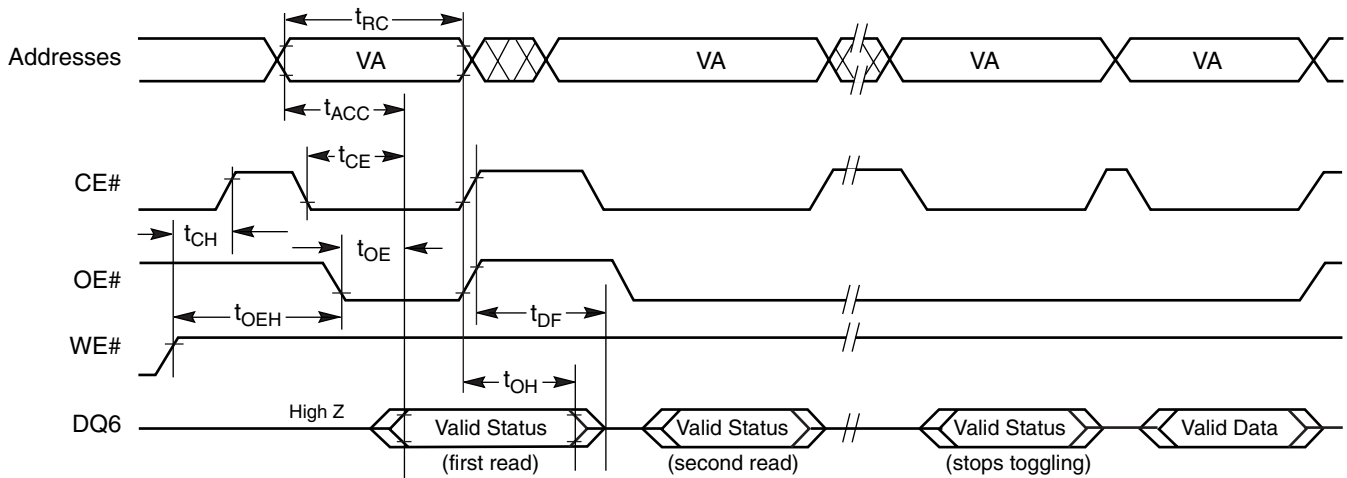 tRC
Addresses VA VA VA VA
tACC
tCE
CE#
tCH tOE
OE#
tOEH tDF
WE#
tOH
High Z
DQ6 Valid Status Valid Status Valid Status Valid Data
(first read) (second read) (stops toggling)